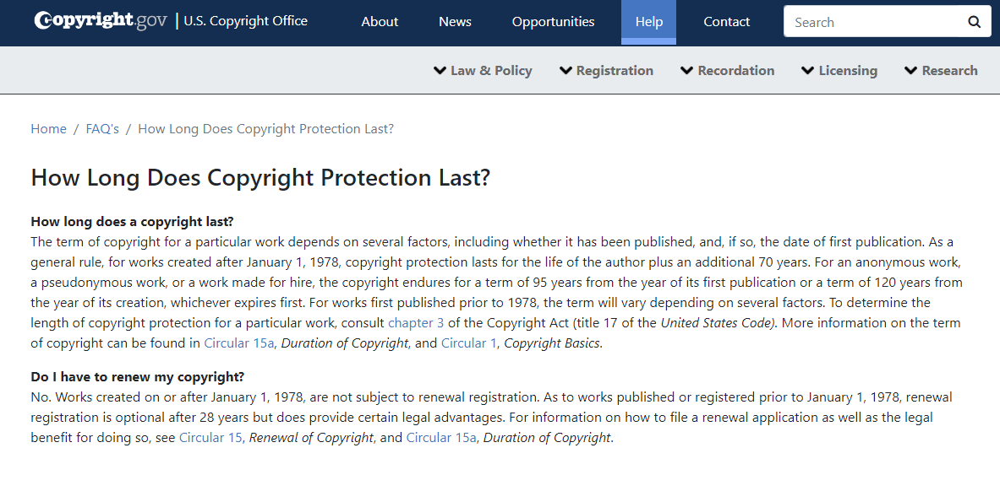 Copyright.gov | U.S. Copyright Office About News Opportunities Help Contact Search
Law & Policy Registration Recordation Licensing Research
Home / FAQ's / How Long Does Copyright Protection Last?
How Long Does Copyright Protection Last?
How long does a copyright last?
The term of copyright for a particular work depends on several factors, including whether it has been published, and, if so, the date of first publication. As a
general rule, for works created after January 1, 1978, copyright protection lasts for the life of the author plus an additional 70 years. For an anonymous work,
a pseudonymous work, or a work made for hire, the copyright endures for a term of 95 years from the year of its first publication or a term of 120 years from
the year of its creation, whichever expires first. For works first published prior to 1978, the term will vary depending on several factors. To determine the
length of copyright protection for a particular work, consult chapter 3 of the Copyright Act (title 17 of the United States Code). More information on the term
of copyright can be found in Circular 15a, Duration of Copyright, and Circular 1, Copyright Basics.
Do I have to renew my copyright?
No. Works created on or after January 1, 1978, are not subject to renewal registration. As to works published or registered prior to January 1, 1978, renewal
registration is optional after 28 years but does provide certain legal advantages. For information on how to file a renewal application as well as the legal
benefit for doing so, see Circular 15, Renewal of Copyright, and Circular 15a, Duration of Copyright.